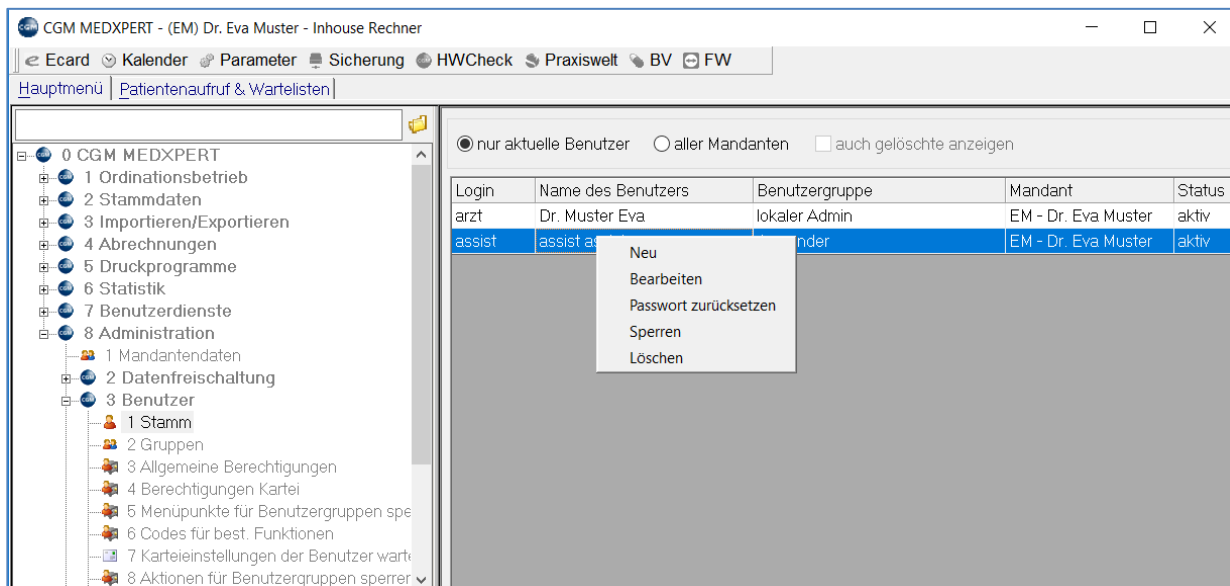 CGM MEDXPERT - (EM) Dr. Eva Muster - Inhouse Rechner
Ecard Kalender Parameter Sicherung HWCheck Praxiswelt BV FW
Hauptmenü Patientenaufruf & Wartelisten
0 CGM MEDXPERT
1 Ordinationsbetrieb
2 Stammdaten
3 Importieren/Exportieren
4 Abrechnungen
5 Druckprogramme
6 Statistik
7 Benutzerdienste
8 Administration
1 Mandantendaten
2 Datenfreischaltung
3 Benutzer
1 Stamm
2 Gruppen
3 Allgemeine Berechtigungen
4 Berechtigungen Kartei
5 Menüpunkte für Benutzergruppen spe
6 Codes für best. Funktionen
7 Karteieinstellungen der Benutzer warte
8 Aktionen für Benutzergruppen sperren
nur aktuelle Benutzer aller Mandanten auch gelöschte anzeigen
Login Name des Benutzers Benutzergruppe Mandant Status
arzt Dr. Muster Eva lokaler Admin EM - Dr. Eva Muster aktiv
assist assist nder EM - Dr. Eva Muster aktiv
Neu
Bearbeiten
Passwort zurücksetzen
Sperren
Löschen